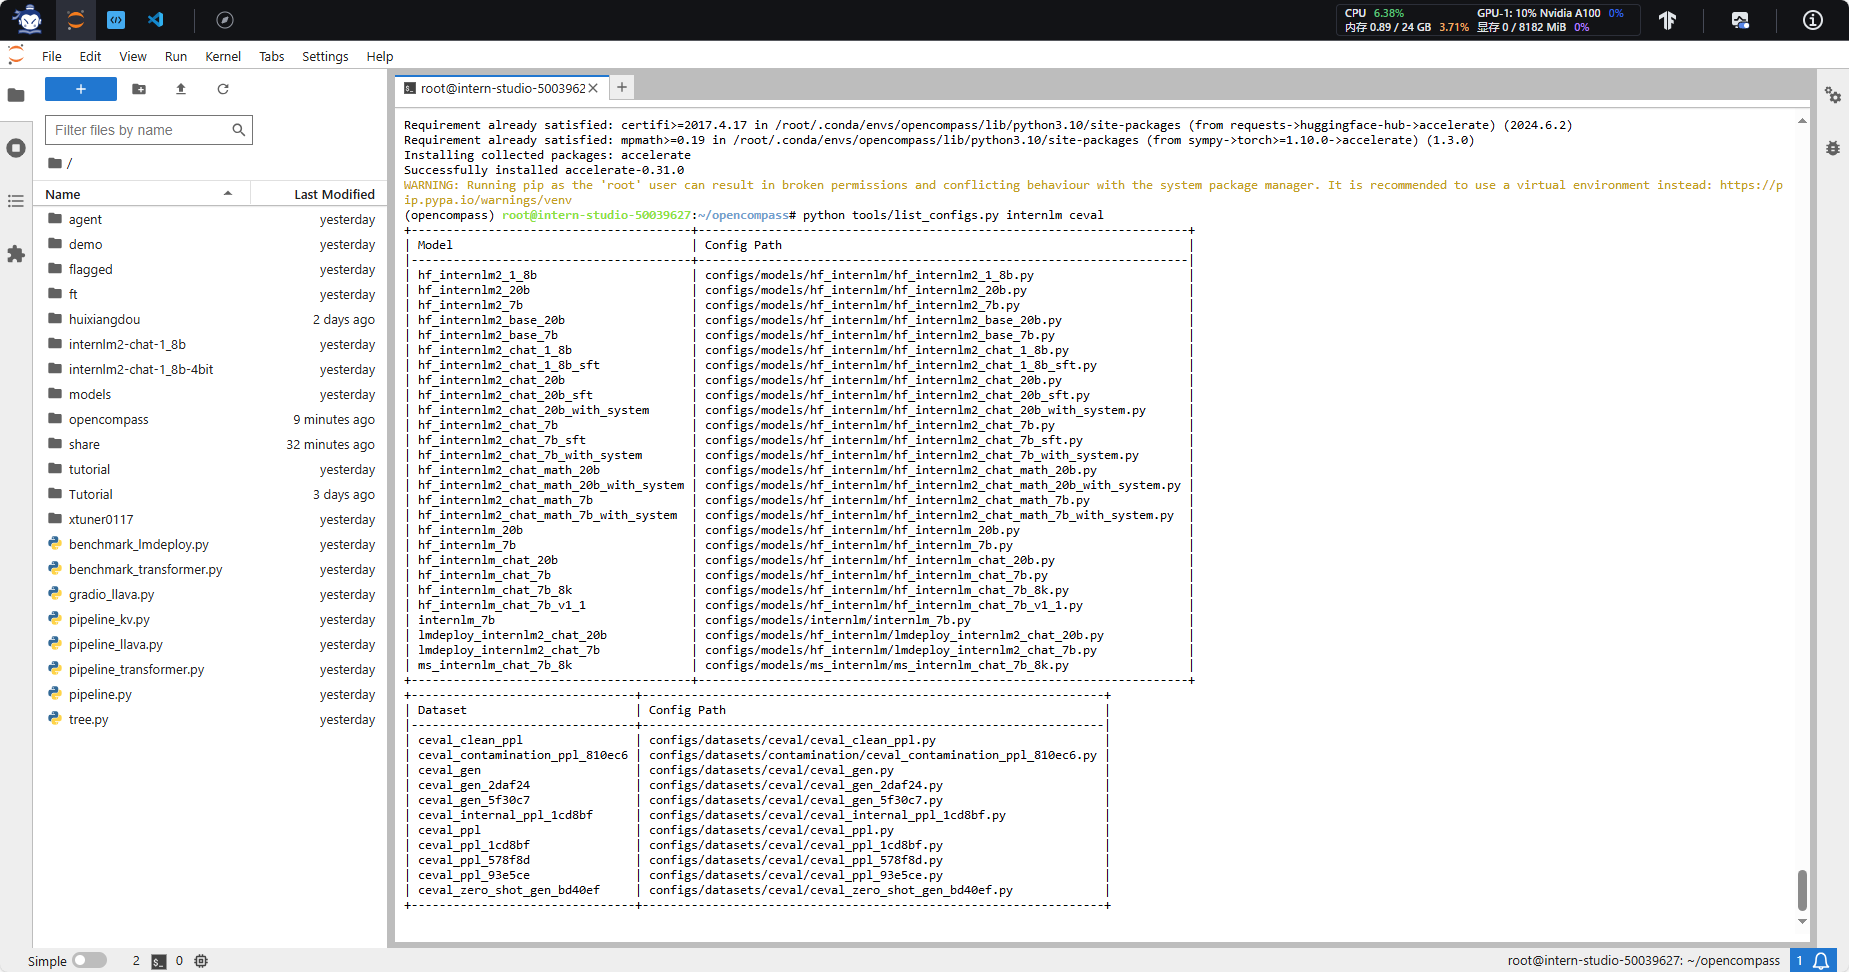 CPU 6.38%
GPU-1: 10% Nvidia A100 0%
内存 0.89 / 24 GB 3.71%
显存 0 / 8182 MiB 0%
File Edit View Run Kernel Tabs Settings Help
root@intern-studio-5003962
Filter files by name
/
Name Last Modified
agent yesterday
demo yesterday
flagged yesterday
ft yesterday
huixiangdou 2 days ago
internlm2-chat-1_8b yesterday
internlm2-chat-1_8b-4bit yesterday
models yesterday
opencompass 9 minutes ago
share 32 minutes ago
tutorial yesterday
Tutorial 3 days ago
xtuner0117 yesterday
benchmark_lmdeploy.py yesterday
benchmark_transformer.py yesterday
gradio_llava.py yesterday
pipeline_kv.py yesterday
pipeline_llava.py yesterday
pipeline_transformer.py yesterday
pipeline.py yesterday
tree.py yesterday
Requirement already satisfied: certifi>=2017.4.17 in /root/.conda/envs/opencompass/lib/python3.10/site-packages (from requests->huggingface-hub->accelerate) (2024.6.2)
Requirement already satisfied: mpmath>=0.19 in /root/.conda/envs/opencompass/lib/python3.10/site-packages (from sympy->torch>=1.10.0->accelerate) (1.3.0)
Installing collected packages: accelerate
Successfully installed accelerate-0.31.0
WARNING: Running pip as the 'root' user can result in broken permissions and conflicting behaviour with the system package manager. It is recommended to use a virtual environment instead: https://p
ip.pypa.io/warnings/venv
(opencompass) root@intern-studio-50039627:~/opencompass# python tools/list_configs.py internlm ceval
| Model | Config Path |
| hf_internlm2_1_8b | configs/models/hf_internlm/hf_internlm2_1_8b.py |
| hf_internlm2_20b | configs/models/hf_internlm/hf_internlm2_20b.py |
| hf_internlm2_7b | configs/models/hf_internlm/hf_internlm2_7b.py |
| hf_internlm2_base_20b | configs/models/hf_internlm/hf_internlm2_base_20b.py |
| hf_internlm2_base_7b | configs/models/hf_internlm/hf_internlm2_base_7b.py |
| hf_internlm2_chat_1_8b | configs/models/hf_internlm/hf_internlm2_chat_1_8b.py |
| hf_internlm2_chat_1_8b_sft | configs/models/hf_internlm/hf_internlm2_chat_1_8b_sft.py |
| hf_internlm2_chat_20b | configs/models/hf_internlm/hf_internlm2_chat_20b.py |
| hf_internlm2_chat_20b_sft | configs/models/hf_internlm/hf_internlm2_chat_20b_sft.py |
| hf_internlm2_chat_20b_with_system | configs/models/hf_internlm/hf_internlm2_chat_20b_with_system.py |
| hf_internlm2_chat_7b | configs/models/hf_internlm/hf_internlm2_chat_7b.py |
| hf_internlm2_chat_7b_sft | configs/models/hf_internlm/hf_internlm2_chat_7b_sft.py |
| hf_internlm2_chat_7b_with_system | configs/models/hf_internlm/hf_internlm2_chat_7b_with_system.py |
| hf_internlm2_chat_math_20b | configs/models/hf_internlm/hf_internlm2_chat_math_20b.py |
| hf_internlm2_chat_math_20b_with_system | configs/models/hf_internlm/hf_internlm2_chat_math_20b_with_system.py |
| hf_internlm2_chat_math_7b | configs/models/hf_internlm/hf_internlm2_chat_math_7b.py |
| hf_internlm2_chat_math_7b_with_system | configs/models/hf_internlm/hf_internlm2_chat_math_7b_with_system.py |
| hf_internlm_20b | configs/models/hf_internlm/hf_internlm_20b.py |
| hf_internlm_7b | configs/models/hf_internlm/hf_internlm_7b.py |
| hf_internlm_chat_20b | configs/models/hf_internlm/hf_internlm_chat_20b.py |
| hf_internlm_chat_7b | configs/models/hf_internlm/hf_internlm_chat_7b.py |
| hf_internlm_chat_7b_8k | configs/models/hf_internlm/hf_internlm_chat_7b_8k.py |
| hf_internlm_chat_7b_v1_1 | configs/models/hf_internlm/hf_internlm_chat_7b_v1_1.py |
| internlm_7b | configs/models/internlm/internlm_7b.py |
| lmdeploy_internlm2_chat_20b | configs/models/hf_internlm/lmdeploy_internlm2_chat_20b.py |
| lmdeploy_internlm2_chat_7b | configs/models/hf_internlm/lmdeploy_internlm2_chat_7b.py |
| ms_internlm_chat_7b_8k | configs/models/ms_internlm/ms_internlm_chat_7b_8k.py |
| Dataset | Config Path |
| ceval_clean_ppl | configs/datasets/ceval/ceval_clean_ppl.py |
| ceval_contamination_ppl_810ec6 | configs/datasets/contamination/ceval_contamination_ppl_810ec6.py |
| ceval_gen | configs/datasets/ceval/ceval_gen.py |
| ceval_gen_2daf24 | configs/datasets/ceval/ceval_gen_2daf24.py |
| ceval_gen_5f30c7 | configs/datasets/ceval/ceval_gen_5f30c7.py |
| ceval_internal_ppl_1cd8bf | configs/datasets/ceval/ceval_internal_ppl_1cd8bf.py |
| ceval_ppl | configs/datasets/ceval/ceval_ppl.py |
| ceval_ppl_1cd8bf | configs/datasets/ceval/ceval_ppl_1cd8bf.py |
| ceval_ppl_578f8d | configs/datasets/ceval/ceval_ppl_578f8d.py |
| ceval_ppl_93e5ce | configs/datasets/ceval/ceval_ppl_93e5ce.py |
| ceval_zero_shot_gen_bd40ef | configs/datasets/ceval/ceval_zero_shot_gen_bd40ef.py |
Simple 2 0 root@intern-studio-50039627: ~/opencompass 1